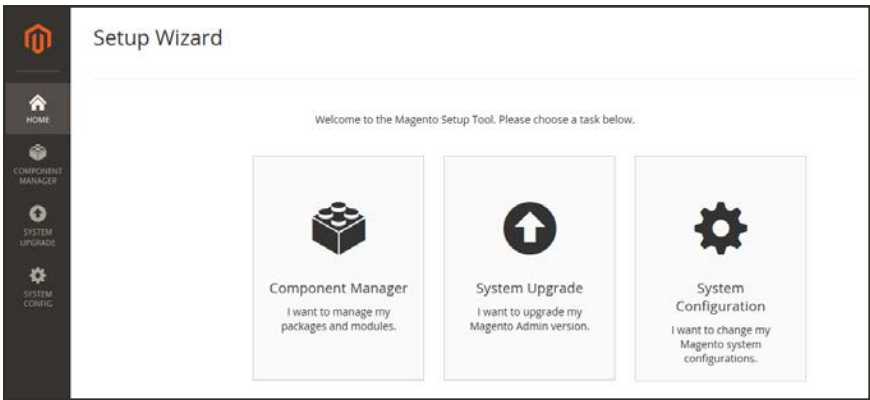 Setup Wizard
HOME
COMPONENT
MANAGER
SYSTEM
UPGRADE
SYSTEM
CONFIG
Welcome to the Magento Setup Tool. Please choose a task below.
Component Manager
I want to manage my
packages and modules.
System Upgrade
I want to upgrade my
Magento Admin version.
System
Configuration
I want to change my
Magento system
configurations.